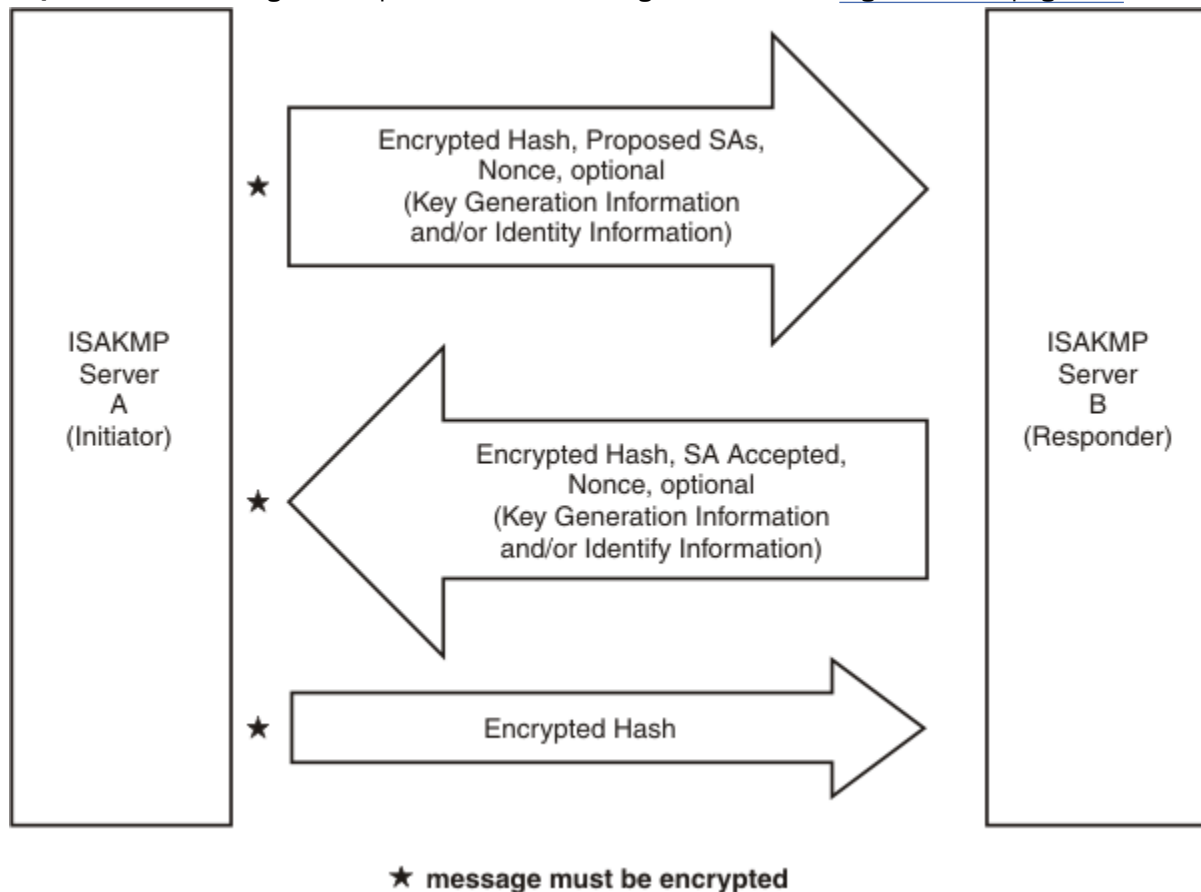 Encrypted Hash, Proposed SAs,
Nonce, optional
(Key Generation Information
and/or Identity Information)
ISAKMP
Server
A
(Initiator)
ISAKMP
Server
B
(Responder)
Encrypted Hash, SA Accepted,
Nonce, optional
(Key Generation Information
and/or Identify Information)
Encrypted Hash
★ message must be encrypted